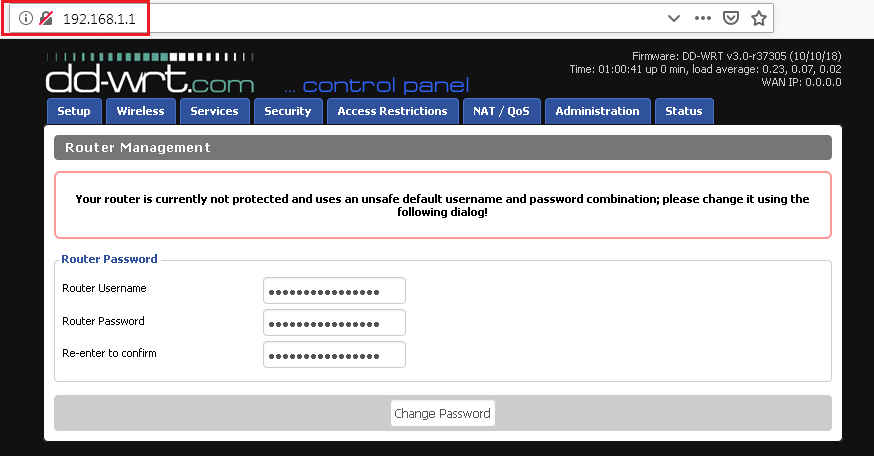 192.168.1.1
Firmware: DD-WRT v3.0-r37305 (10/10/18)
Time: 01:00:41 up 0 min, load average: 0.23, 0.07, 0.02
WAN IP: 0.0.0.0
dd-wrt.com ... control panel
Setup Wireless Services Security Access Restrictions NAT / QoS Administration Status
Router Management
Your router is currently not protected and uses an unsafe default username and password combination; please change it using the
following dialog!
Router Password
Router Username ●●●●●●●●●●●●●●●●
Router Password ●●●●●●●●●●●●●●●●
Re-enter to confirm ●●●●●●●●●●●●●●●●
Change Password